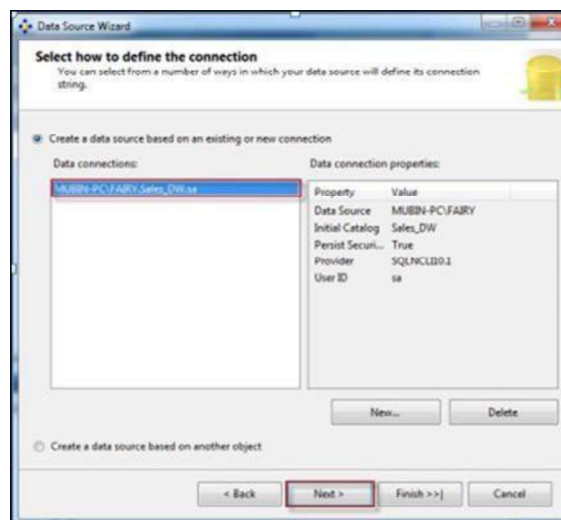 Data Source Wizard
Select how to define the connection
You can select from a number of ways in which your data source will define its connection
string.
Create a data source based on an existing or new connection
Data connections:
Data connection properties:
MUBIN-PC\FAIRY.Sales_DW.sa
Property Value
Data Source MUBIN-PC\FAIRY
Initial Catalog Sales_DW
Persist Securi... True
Provider SQLNCLI10.1
User ID sa
New... Delete
Create a data source based on another object
< Back Next > Finish >>| Cancel